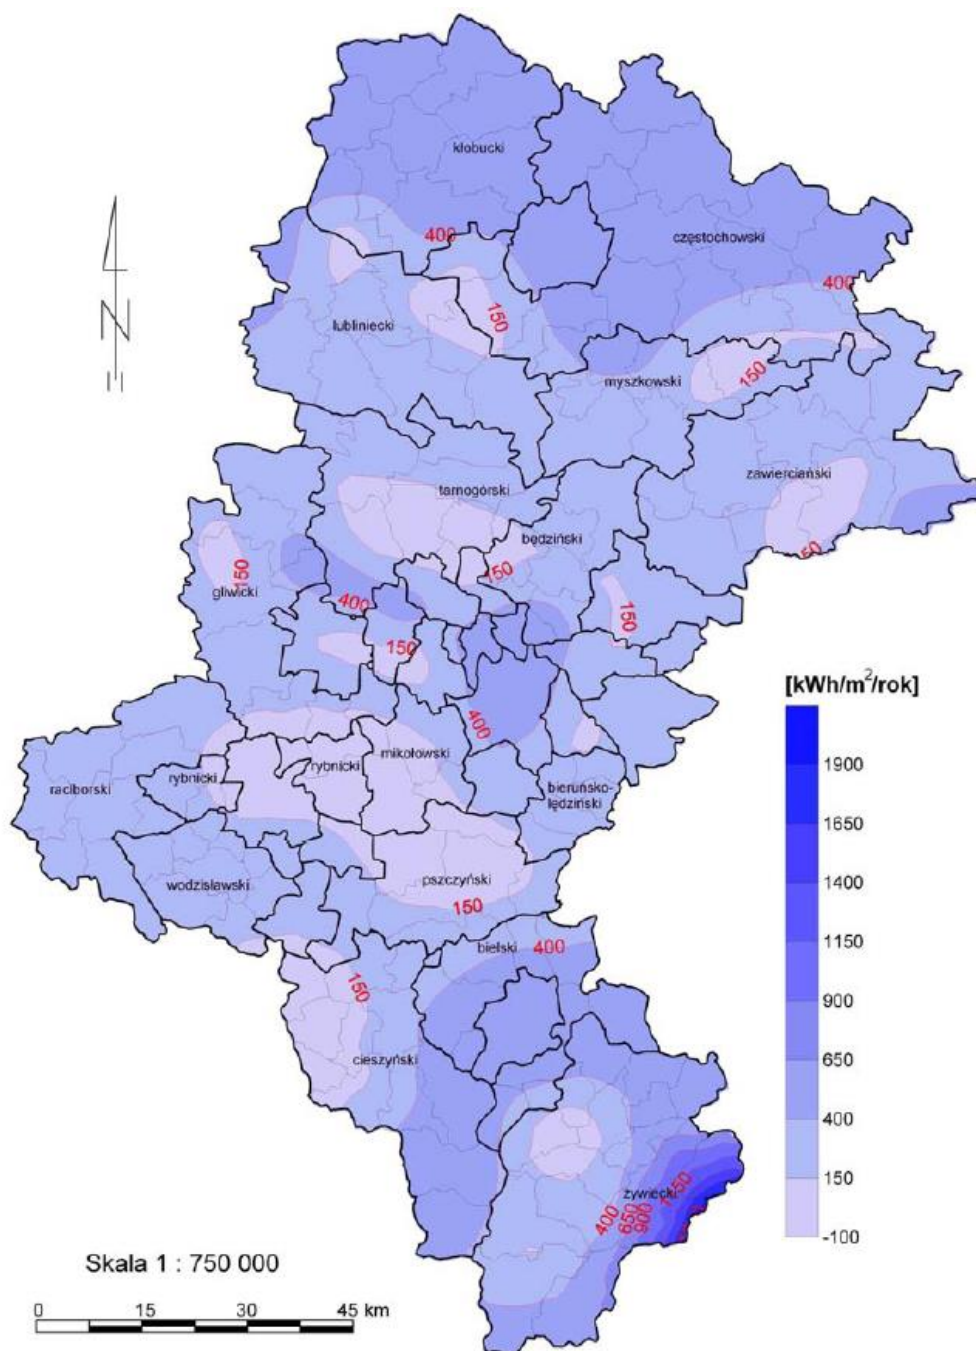 kłobucki
400
częstochowski
400
150
lubliniecki
myszkowski
150
N
zawierciański
tarnogórski
będziński
150
150
gliwicki
400
150
150
400
[kWh/m²/rok]
mikołowski
rybnicki
rybnicki
raciborski
bieruńsko-
lędziński
1900
1650
1400
1150
900
650
400
150
-100
wodzisławski
pszczyński
150
bielski
400
150
cieszyński
żywiecki
400
650
900
Skala 1 : 750 000
0 15 30 45 km